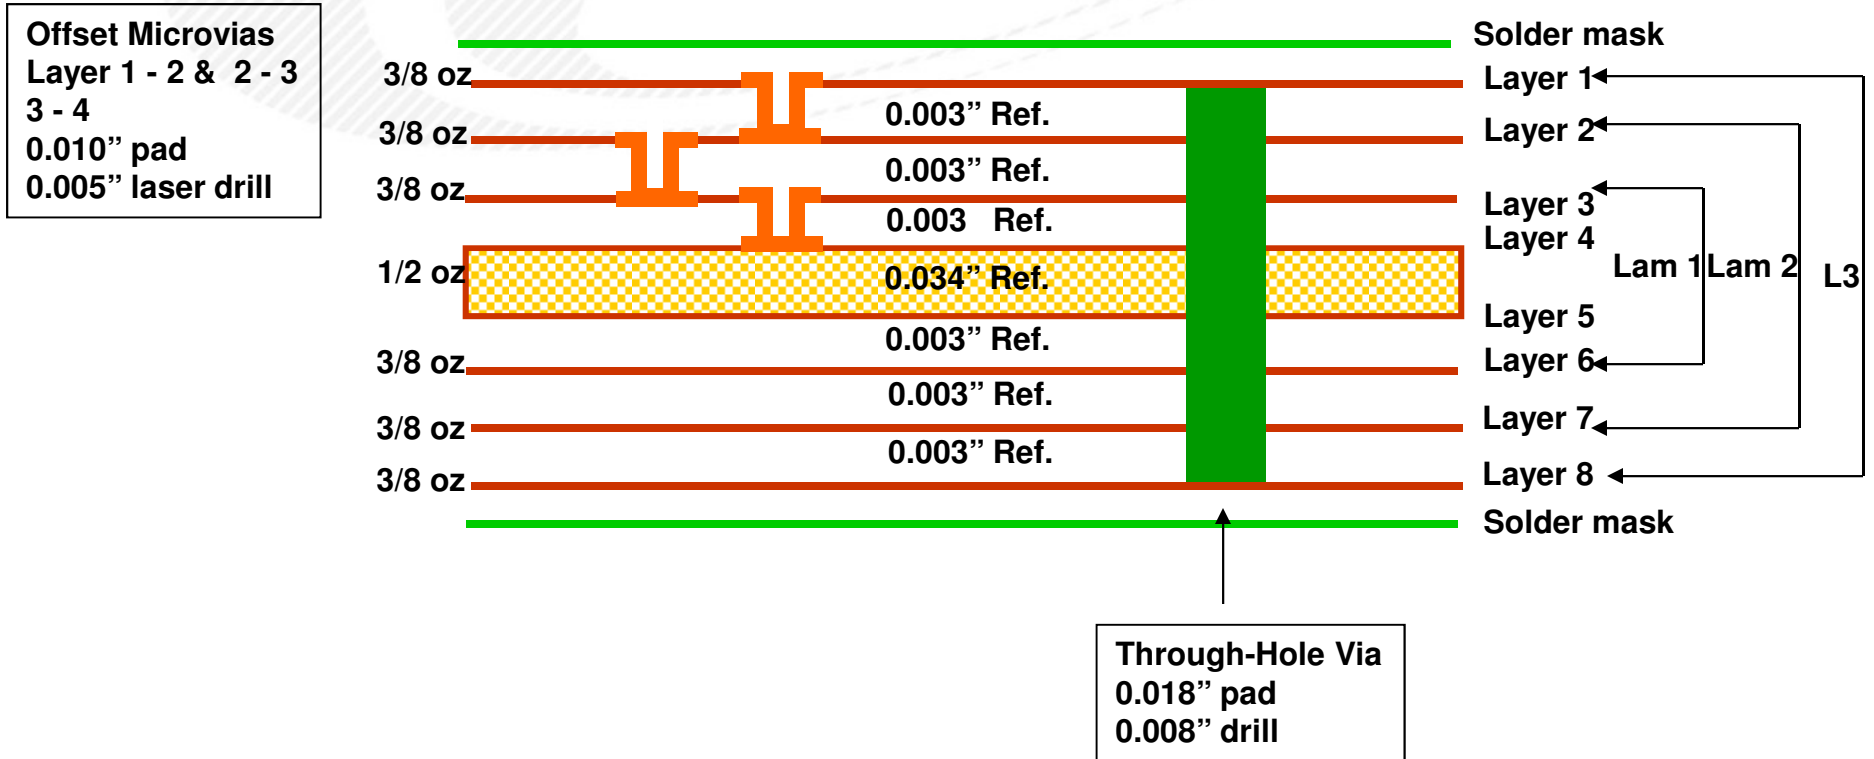 Offset Microvias
Layer 1 - 2 & 2 - 3
3 - 4
0.010” pad
0.005” laser drill
Solder mask
3/8 oz
Layer 1
0.003” Ref.
3/8 oz
Layer 2
0.003” Ref.
3/8 oz
Layer 3
0.003 Ref.
Layer 4
1/2 oz
0.034” Ref.
Lam 1
Lam 2
L3
Layer 5
0.003” Ref.
3/8 oz
Layer 6
0.003” Ref.
3/8 oz
Layer 7
0.003” Ref.
3/8 oz
Layer 8
Solder mask
Through-Hole Via
0.018” pad
0.008” drill